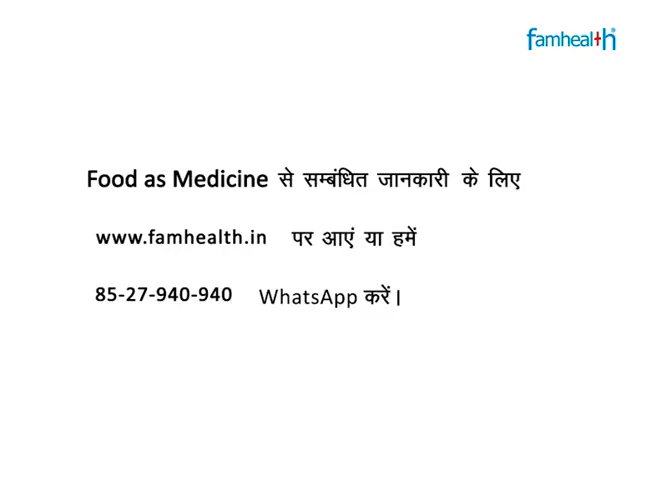 famhealth
Food as Medicine से सम्बंधित जानकारी के लिए
www.famhealth.in पर आएं या हमें
85-27-940-940 WhatsApp करें।